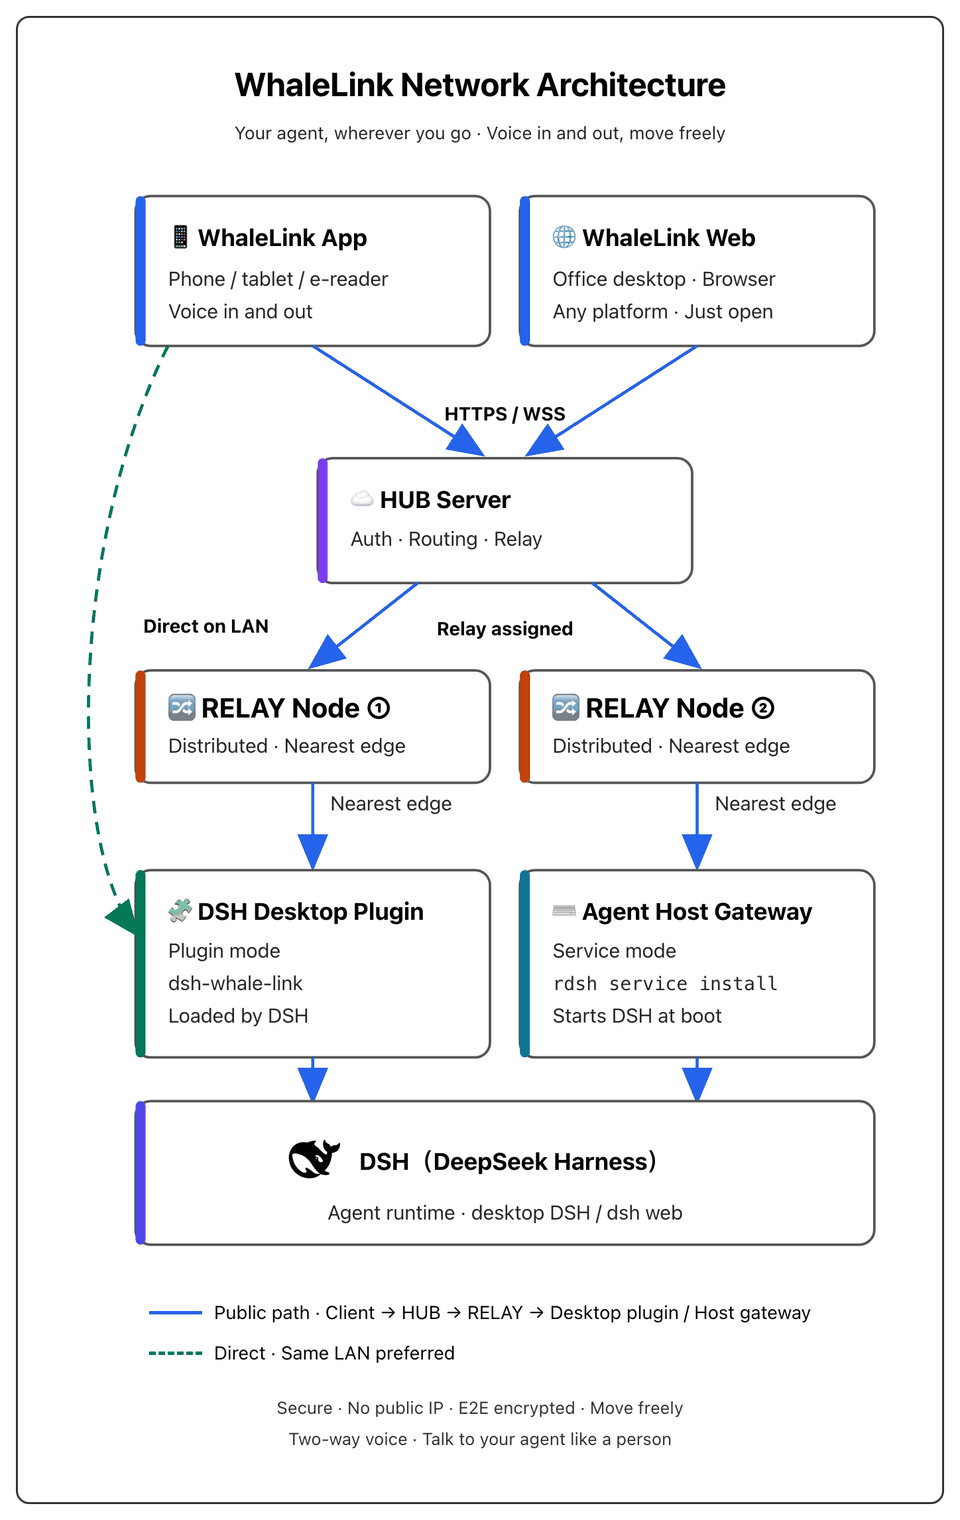 WhaleLink Network Architecture
Your agent, wherever you go · Voice in and out, move freely
WhaleLink App
Phone / tablet / e-reader
Voice in and out
WhaleLink Web
Office desktop · Browser
Any platform · Just open
HTTPS / WSS
HUB Server
Auth · Routing · Relay
Direct on LAN
Relay assigned
RELAY Node ①
Distributed · Nearest edge
RELAY Node ②
Distributed · Nearest edge
Nearest edge
Nearest edge
DSH Desktop Plugin
Plugin mode
dsh-whale-link
Loaded by DSH
Agent Host Gateway
Service mode
rdsh service install
Starts DSH at boot
DSH（DeepSeek Harness）
Agent runtime · desktop DSH / dsh web
Public path · Client → HUB → RELAY → Desktop plugin / Host gateway
Direct · Same LAN preferred
Secure · No public IP · E2E encrypted · Move freely
Two-way voice · Talk to your agent like a person